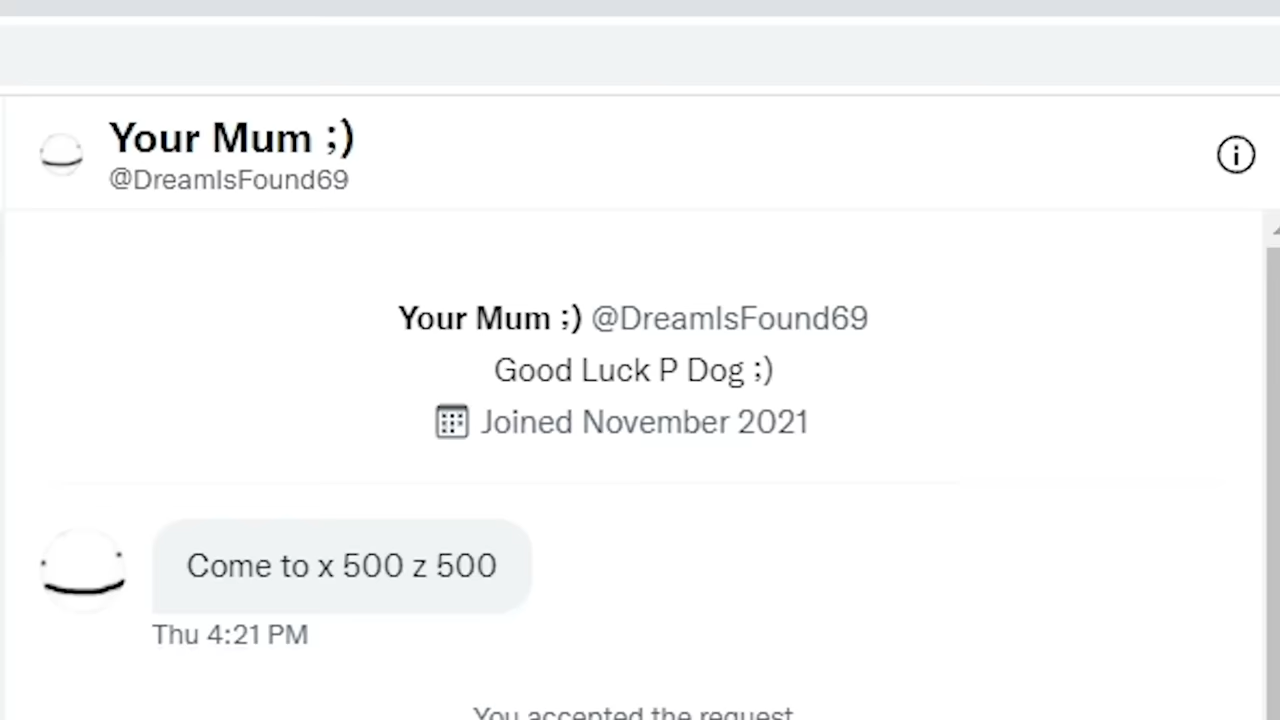 Your Mum ;)
@DreamIsFound69
Your Mum ;) @DreamIsFound69
Good Luck P Dog ;)
Joined November 2021
Come to x 500 z 500
Thu 4:21 PM
You accepted the request